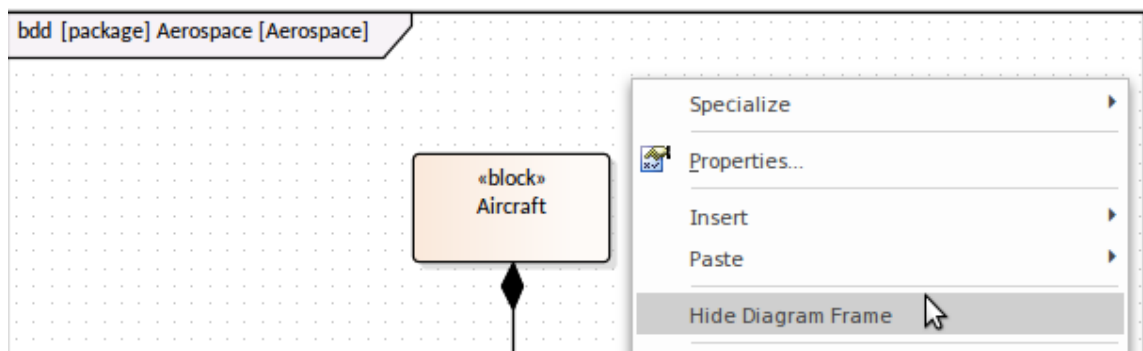 bdd [package] Aerospace [Aerospace]
«block»
Aircraft
Specialize
Properties...
Insert
Paste
Hide Diagram Frame